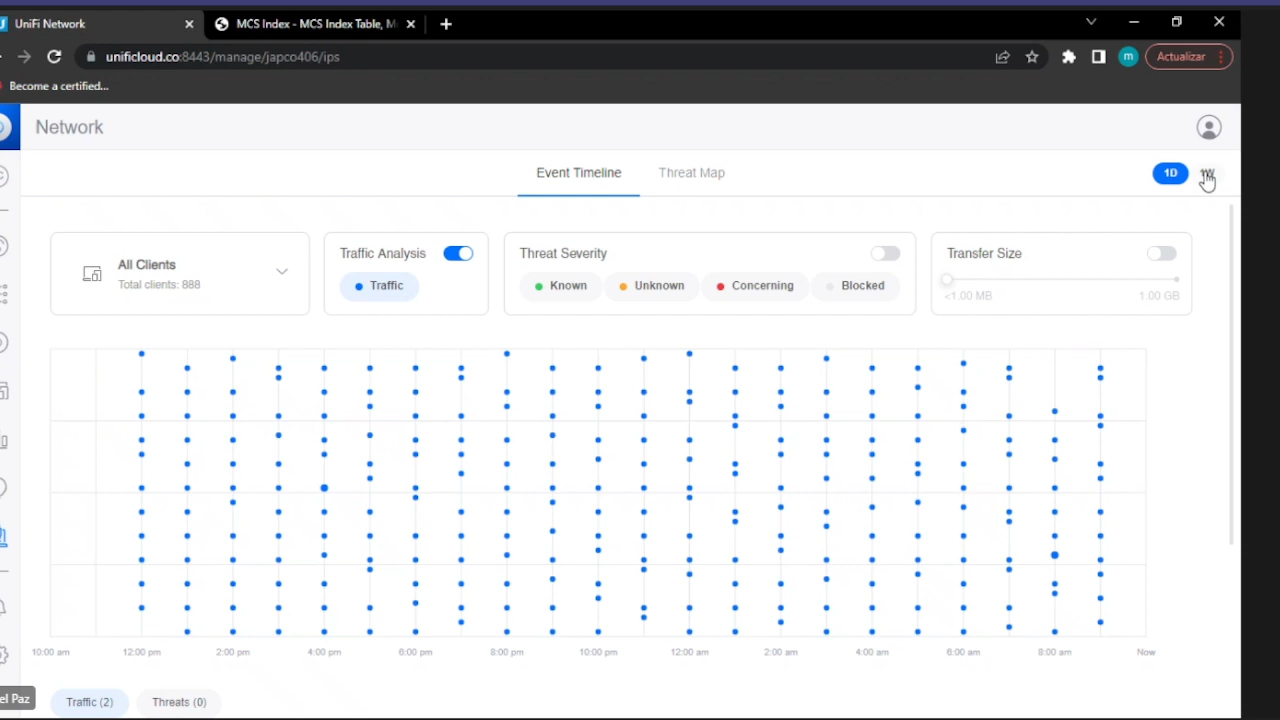 UniFi Network
MCS Index - MCS Index Table, M
unificloud.co:8443/manage/japco406/ips
m
Actualizar
Become a certified...
Network
Event Timeline
Threat Map
1D
1W
All Clients
Total clients: 888
Traffic Analysis
Traffic
Threat Severity
Known
Unknown
Concerning
Blocked
Transfer Size
<1.00 MB
1.00 GB
10:00 am
12:00 pm
2:00 pm
4:00 pm
6:00 pm
8:00 pm
10:00 pm
12:00 am
2:00 am
4:00 am
6:00 am
8:00 am
Now
el Paz
Traffic (2)
Threats (0)